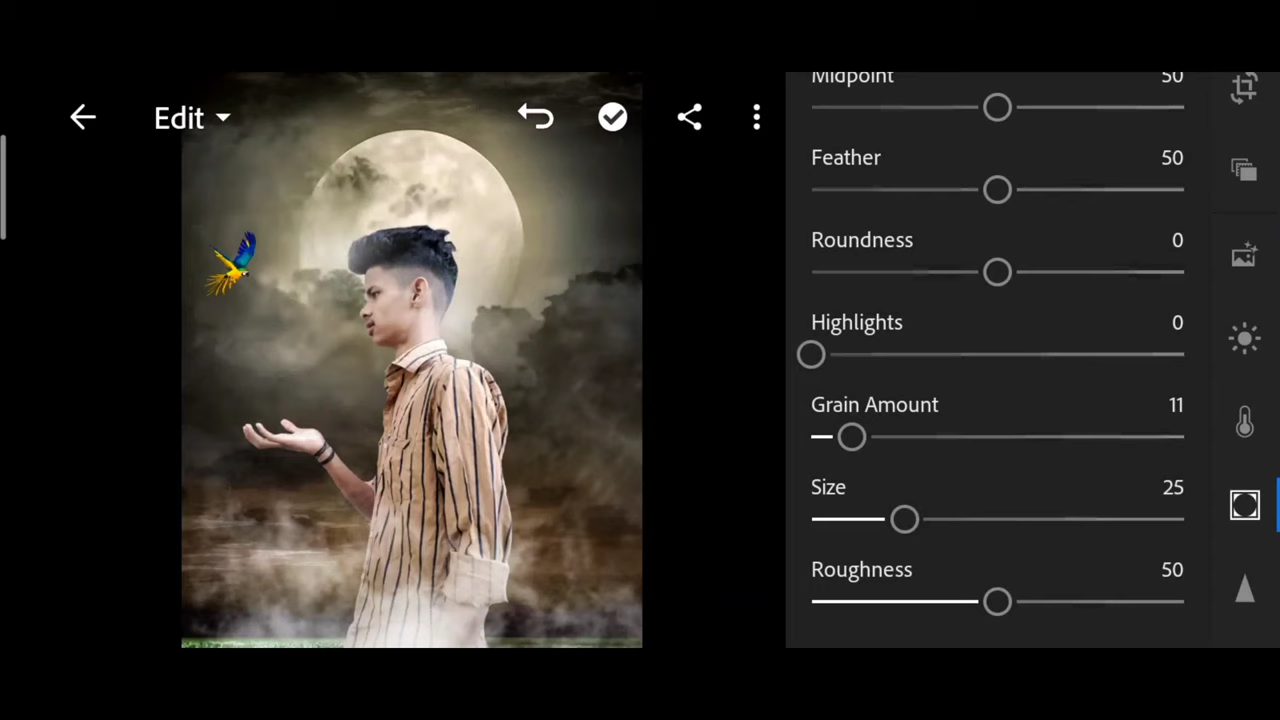 Edit
Midpoint 50
Feather 50
Roundness 0
Highlights 0
Grain Amount 11
Size 25
Roughness 50